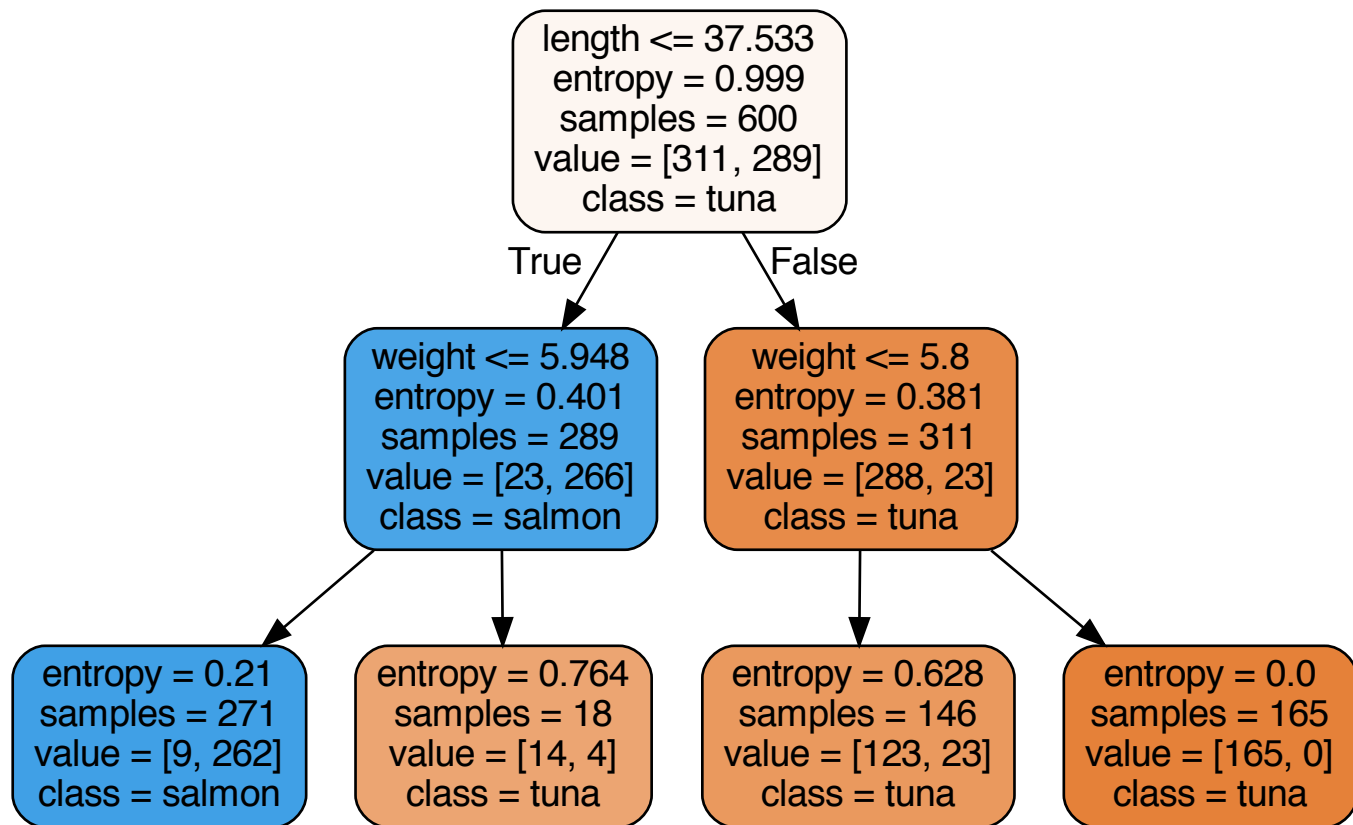 length <= 37.533
entropy = 0.999
samples = 600
value = [311, 289]
class = tuna
True
False
weight <= 5.948
entropy = 0.401
samples = 289
value = [23, 266]
class = salmon
weight <= 5.8
entropy = 0.381
samples = 311
value = [288, 23]
class = tuna
entropy = 0.21
samples = 271
value = [9, 262]
class = salmon
entropy = 0.764
samples = 18
value = [14, 4]
class = tuna
entropy = 0.628
samples = 146
value = [123, 23]
class = tuna
entropy = 0.0
samples = 165
value = [165, 0]
class = tuna